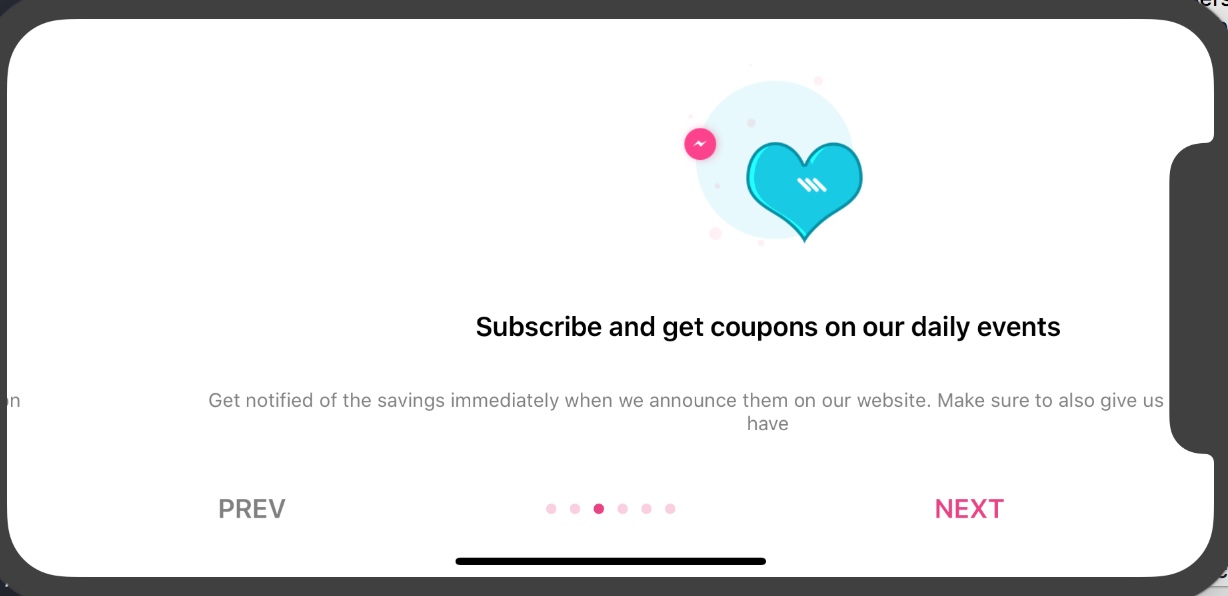 Subscribe and get coupons on our daily events
on
Get notified of the savings immediately when we announce them on our website. Make sure to also give us
have
PREV
NEXT